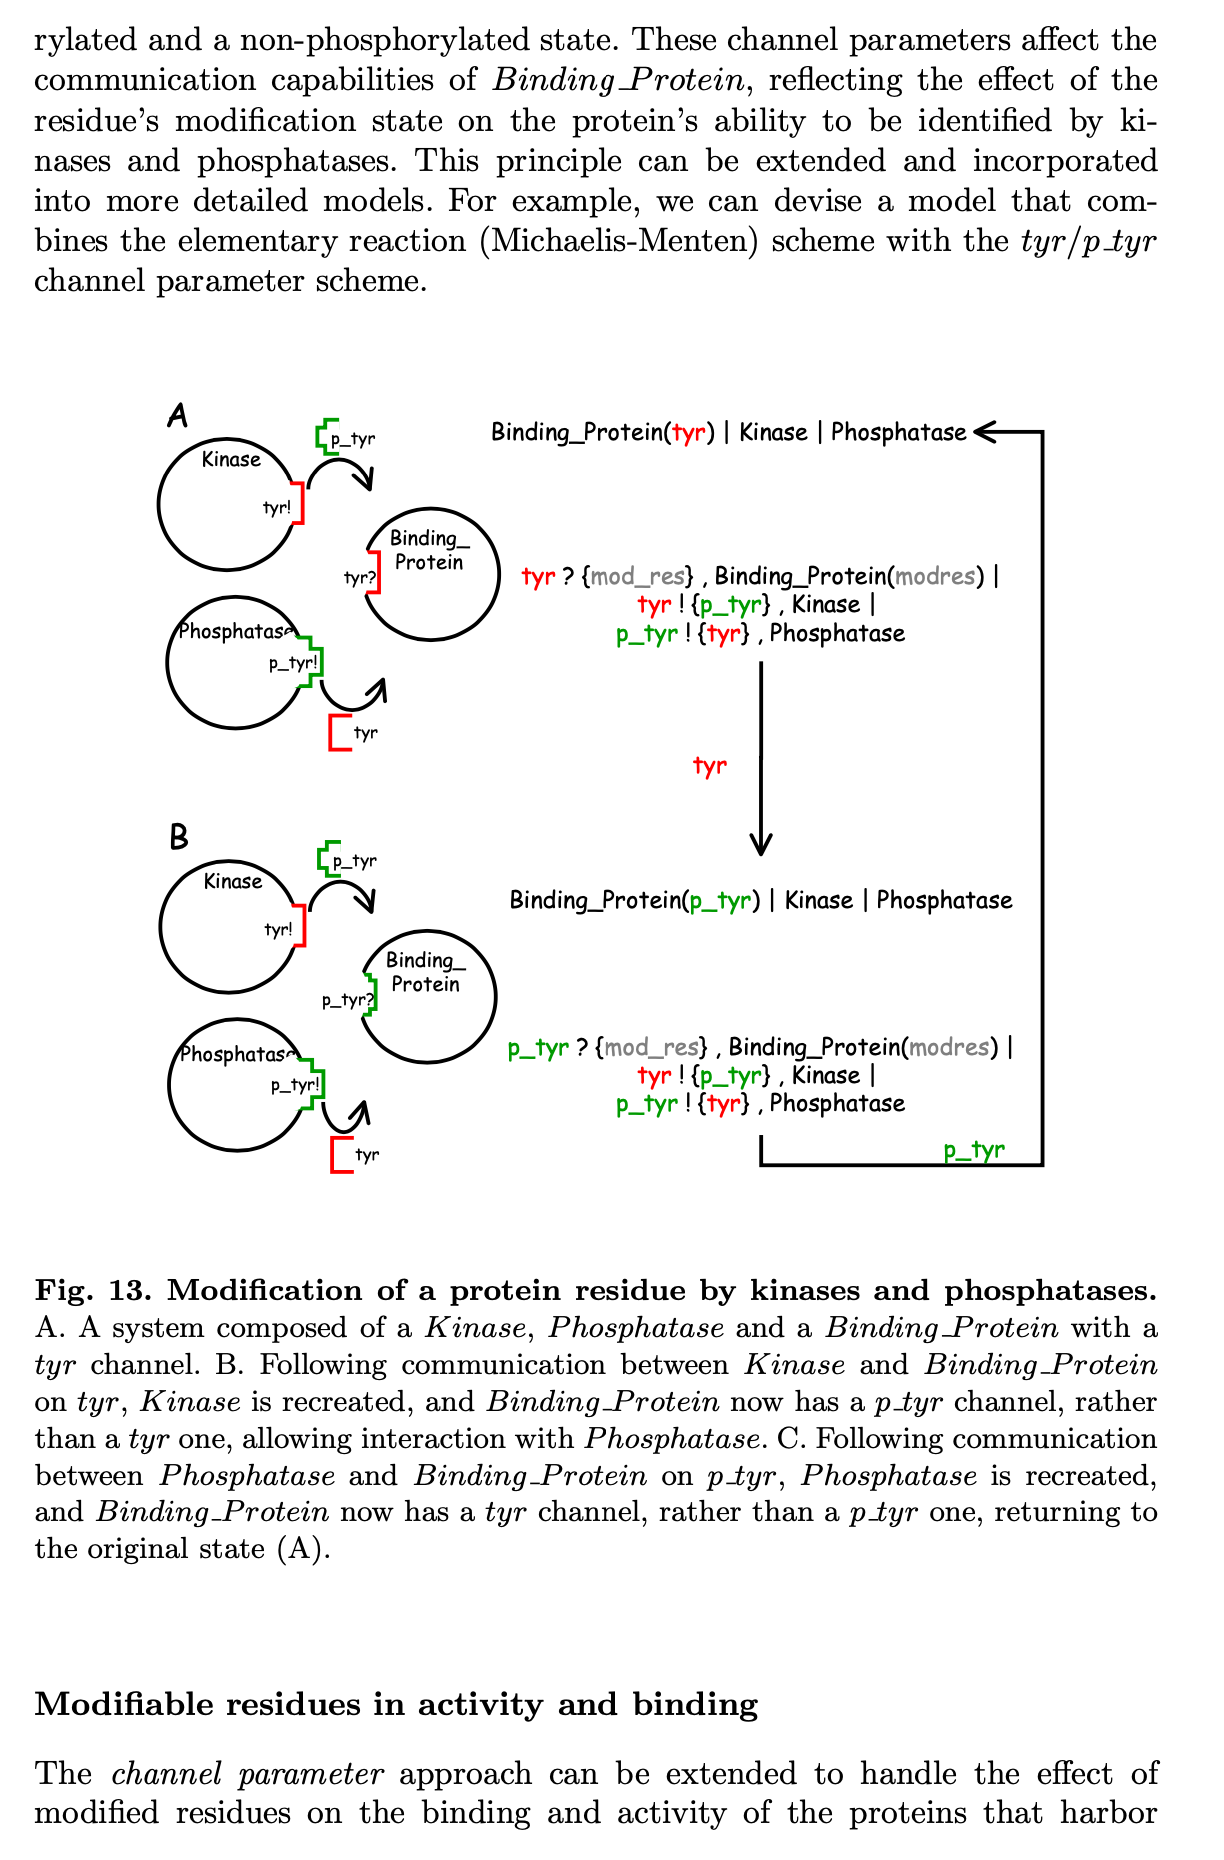 rylated and a non-phosphorylated state. These channel parameters affect the
communication capabilities of Binding_Protein, reflecting the effect of the
residue's modification state on the protein's ability to be identified by ki-
nases and phosphatases. This principle can be extended and incorporated
into more detailed models. For example, we can devise a model that com-
bines the elementary reaction (Michaelis-Menten) scheme with the tyr/p_tyr
channel parameter scheme.
A
p_tyr
Kinase
tyr!
Binding_
Protein
tyr?
Phosphatase
p_tyr!
tyr
Binding_Protein(tyr) | Kinase | Phosphatase
tyr ? {mod_res} , Binding_Protein(modres) |
tyr ! {p_tyr} , Kinase |
p_tyr ! {tyr} , Phosphatase
tyr
B
p_tyr
Kinase
tyr!
Binding_
Protein
p_tyr?
Phosphatase
p_tyr!
tyr
Binding_Protein(p_tyr) | Kinase | Phosphatase
p_tyr ? {mod_res} , Binding_Protein(modres) |
tyr ! {p_tyr} , Kinase |
p_tyr ! {tyr} , Phosphatase
p_tyr
Fig. 13. Modification of a protein residue by kinases and phosphatases.
A. A system composed of a Kinase, Phosphatase and a Binding_Protein with a
tyr channel. B. Following communication between Kinase and Binding_Protein
on tyr, Kinase is recreated, and Binding_Protein now has a p_tyr channel, rather
than a tyr one, allowing interaction with Phosphatase. C. Following communication
between Phosphatase and Binding_Protein on p_tyr, Phosphatase is recreated,
and Binding_Protein now has a tyr channel, rather than a p_tyr one, returning to
the original state (A).
Modifiable residues in activity and binding
The channel parameter approach can be extended to handle the effect of
modified residues on the binding and activity of the proteins that harbor